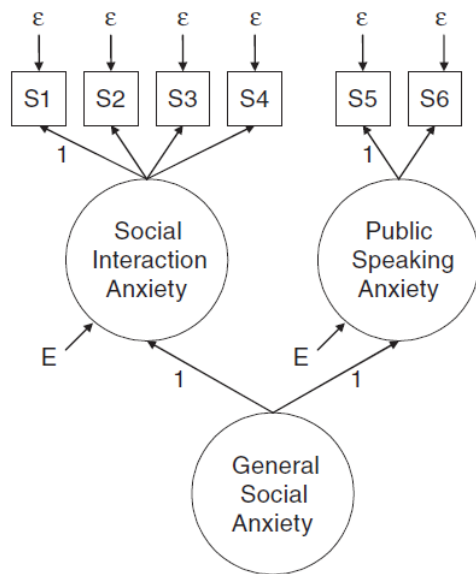 ε ε ε ε ε ε
S1 S2 S3 S4 S5 S6
1 1
Social
Interaction
Anxiety
Public
Speaking
Anxiety
E E
1 1
General
Social
Anxiety